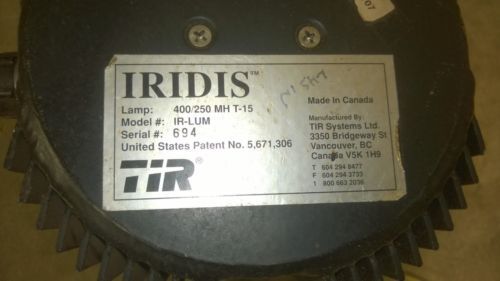 IRIDIS™
Lamp: 400/250 MH T-15
Model #: IR-LUM
Serial #: 694
United States Patent No. 5,671,306
TIR®
Made In Canada
Manufactured By:
TIR Systems Ltd.
3350 Bridgeway St
Vancouver, BC
Canada V5K 1H9
T 604 294 8477
F 604 294 3733
1 800 663 2036